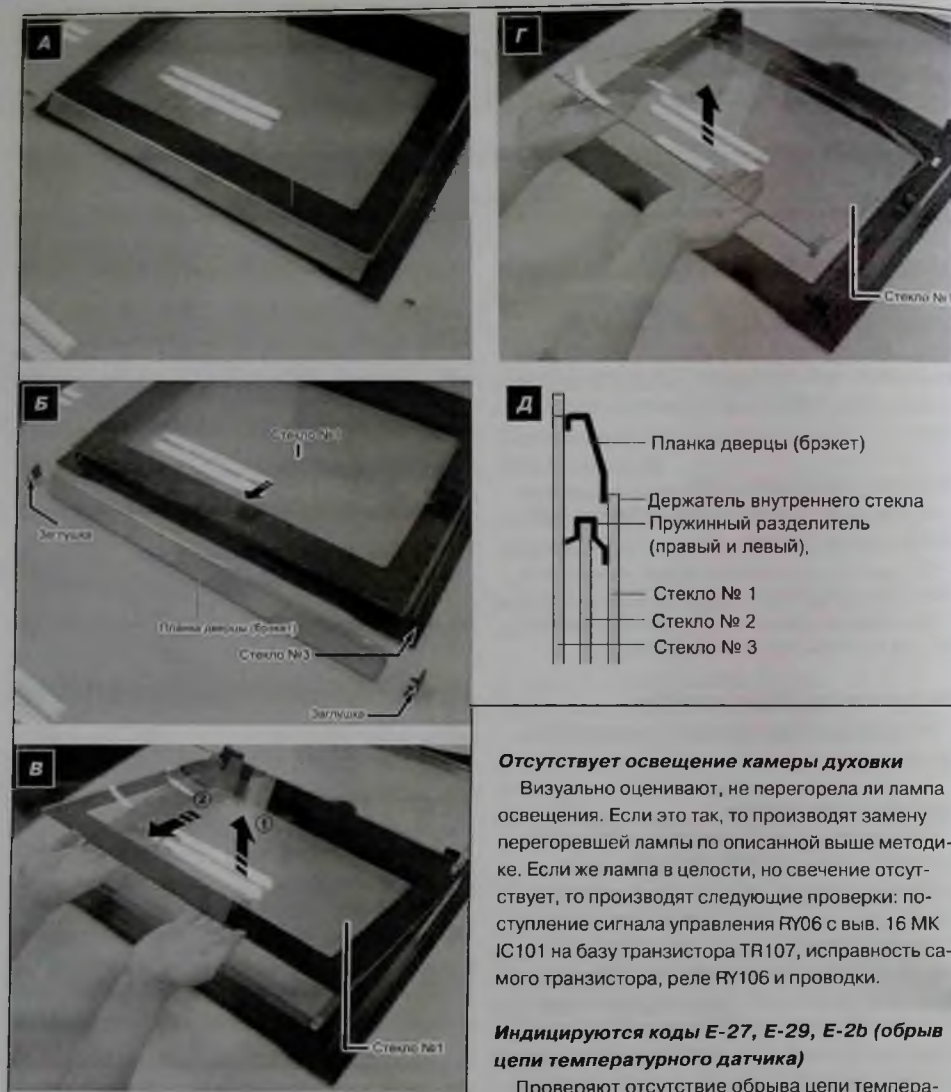 А
Г
Стекло №
Б
Стекло №1
Заглушка
Планка дверцы (брэкет)
Стекло №3
Заглушка
Д
Планка дверцы (брэкет)
Держатель внутреннего стекла
Пружинный разделитель
(правый и левый),
Стекло № 1
Стекло № 2
Стекло № 3
В
②
①
Стекло №1
Отсутствует освещение камеры духовки
Визуально оценивают, не перегорела ли лампа
освещения. Если это так, то производят замену
перегоревшей лампы по описанной выше методи-
ке. Если же лампа в целости, но свечение отсут-
ствует, то производят следующие проверки: по-
ступление сигнала управления RY06 с выв. 16 МК
IC101 на базу транзистора TR107, исправность са-
мого транзистора, реле RY106 и проводки.
Индицируются коды E-27, E-29, E-2b (обрыв
цепи температурного датчика)
Проверяют отсутствие обрыва цепи темпера-